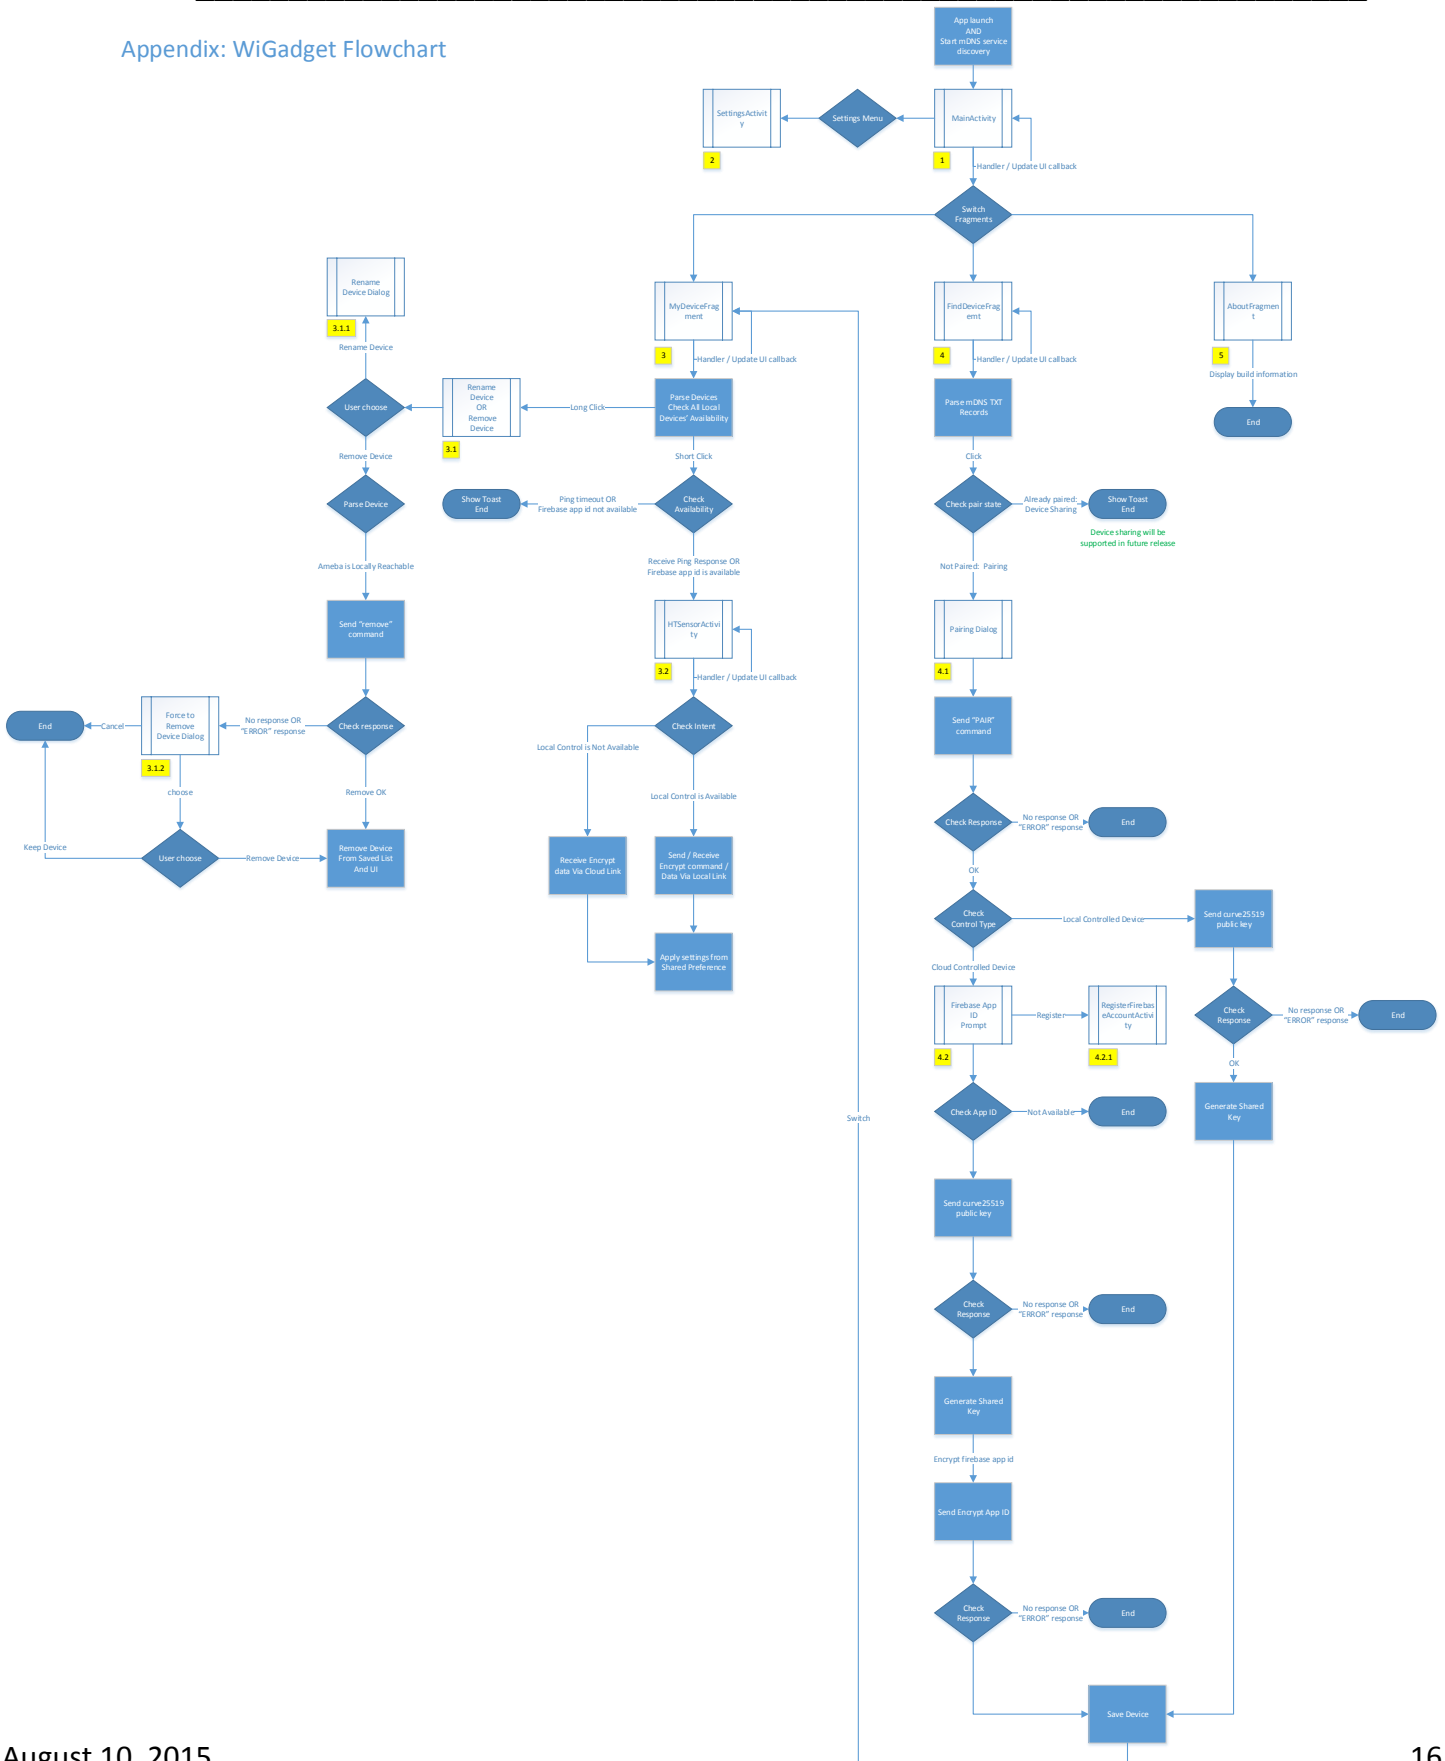 Appendix: WiGadget Flowchart
App launch
AND
Start mDNS service
discovery
SettingsActivit
y
2
Settings Menu
MainActivity
1
Handler / Update UI callback
Switch
Fragments
Rename
Device Dialog
3.1.1
Rename Device
MyDeviceFrag
ment
3
Handler / Update UI callback
FindDeviceFrag
emt
4
Handler / Update UI callback
AboutFragmen
t
5
Display build information
End
User choose
Rename
Device
OR
Remove
Device
3.1
Long Click
Parse Devices
Check All Local
Devices' Availability
Parse mDNS TXT
Records
Remove Device
Short Click
Click
Parse Device
Show Toast
End
Ping timeout OR
Firebase app id not available
Check
Availability
Check pair state
Already paired:
Device Sharing
Show Toast
End
Device sharing will be
supported in future release
Ameba is Locally Reachable
Receive Ping Response OR
Firebase app id is available
Not Paired: Pairing
Send "remove"
command
HTSensorActivi
ty
3.2
Handler / Update UI callback
Pairing Dialog
4.1
End
Cancel
Force to
Remove
Device Dialog
3.1.2
No response OR
"ERROR" response
Check response
Check Intent
Send "PAIR"
command
Local Control is Not Available
choose
Remove OK
Local Control is Available
Keep Device
User choose
Remove Device
Remove Device
From Saved List
And UI
Receive Encrypt
data Via Cloud Link
Send / Receive
Encrypt command /
Data Via Local Link
Check Response
No response OR
"ERROR" response
End
OK
Check
Control Type
Local Controlled Device
Send curve25519
public key
Apply settings from
Shared Preference
Cloud Controlled Device
Firebase App
ID
Prompt
4.2
Register
RegisterFirebas
eAccountActivi
ty
4.2.1
Check
Response
No response OR
"ERROR" response
End
OK
Check App ID
Not Available
End
Generate Shared
Key
Switch
Send curve25519
public key
Check
Response
No response OR
"ERROR" response
End
Generate Shared
Key
Encrypt firebase app id
Send Encrypt App ID
Check
Response
No response OR
"ERROR" response
End
Save Device
August 10, 2015
16